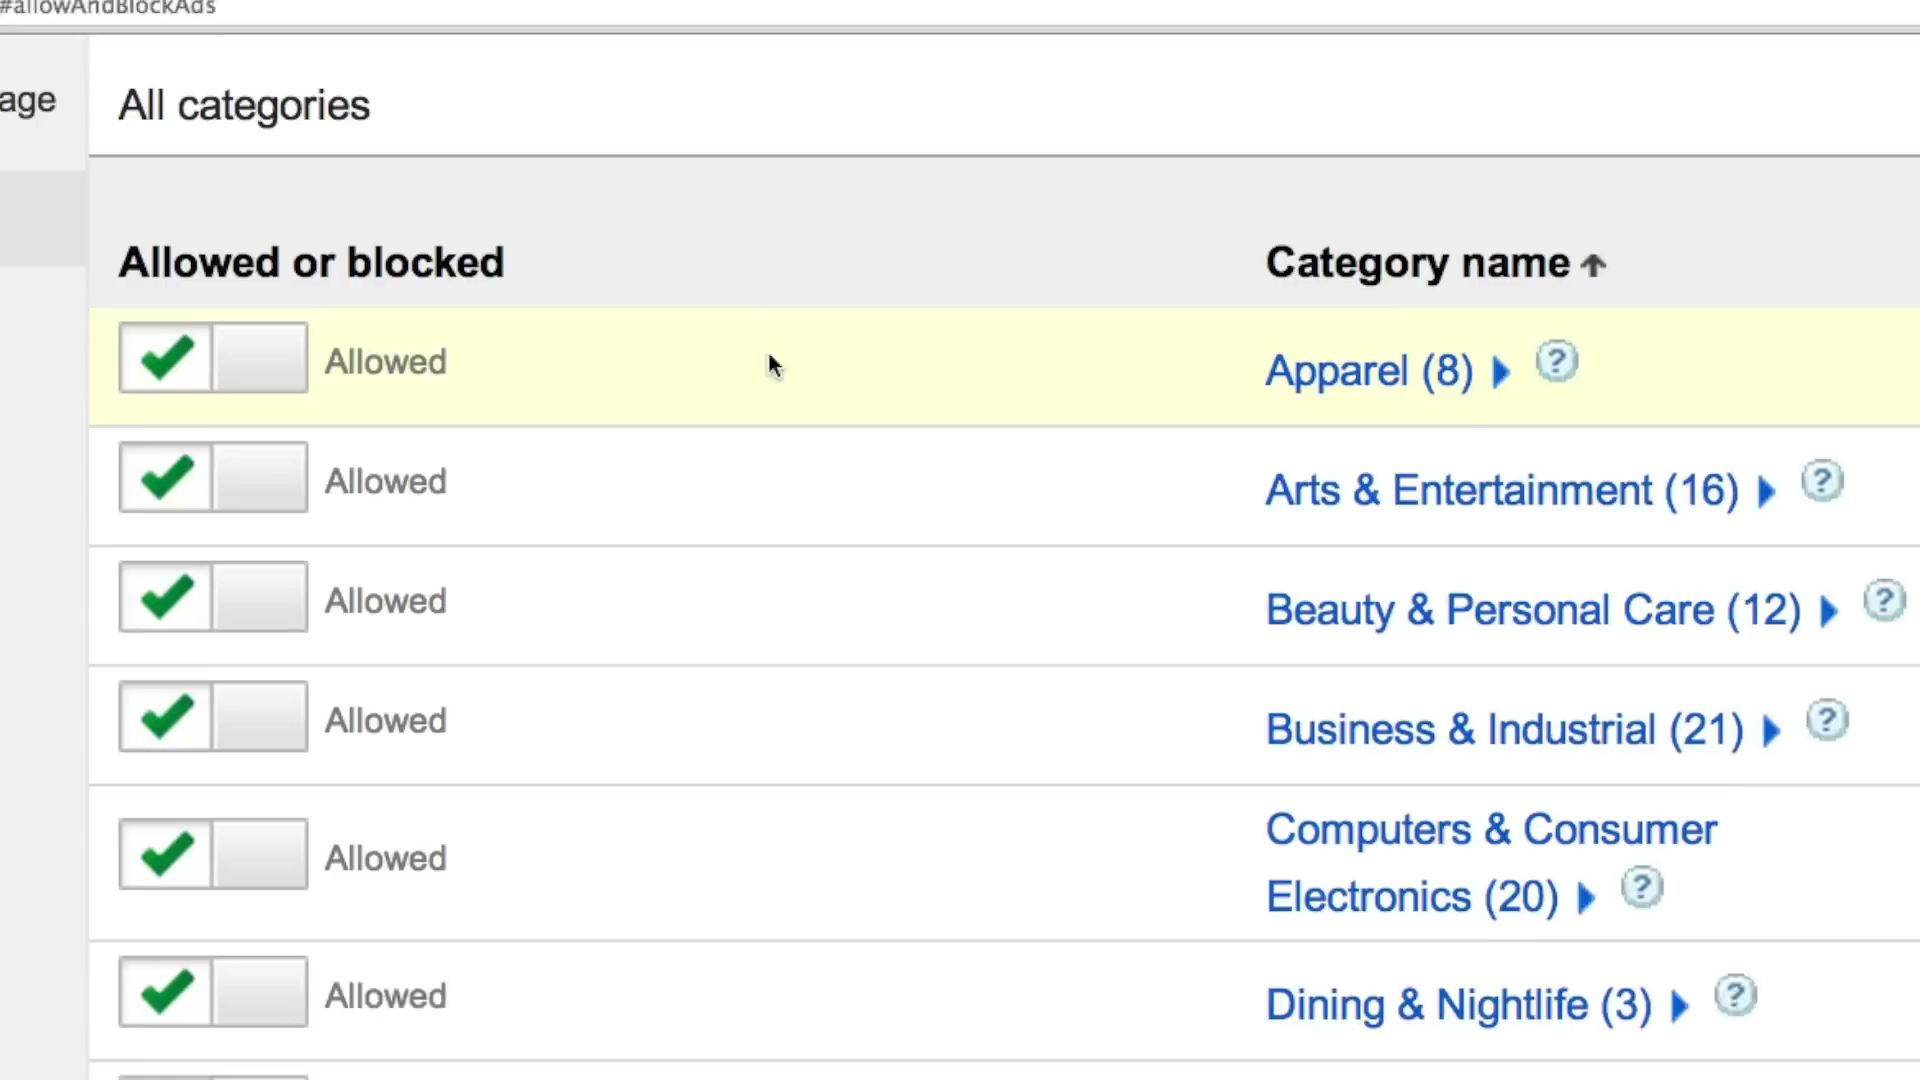 #allowAndBlockAds
age
All categories
Allowed or blocked
Category name
Allowed
Apparel (8)
Allowed
Arts & Entertainment (16)
Allowed
Beauty & Personal Care (12)
Allowed
Business & Industrial (21)
Allowed
Computers & Consumer
Electronics (20)
Allowed
Dining & Nightlife (3)